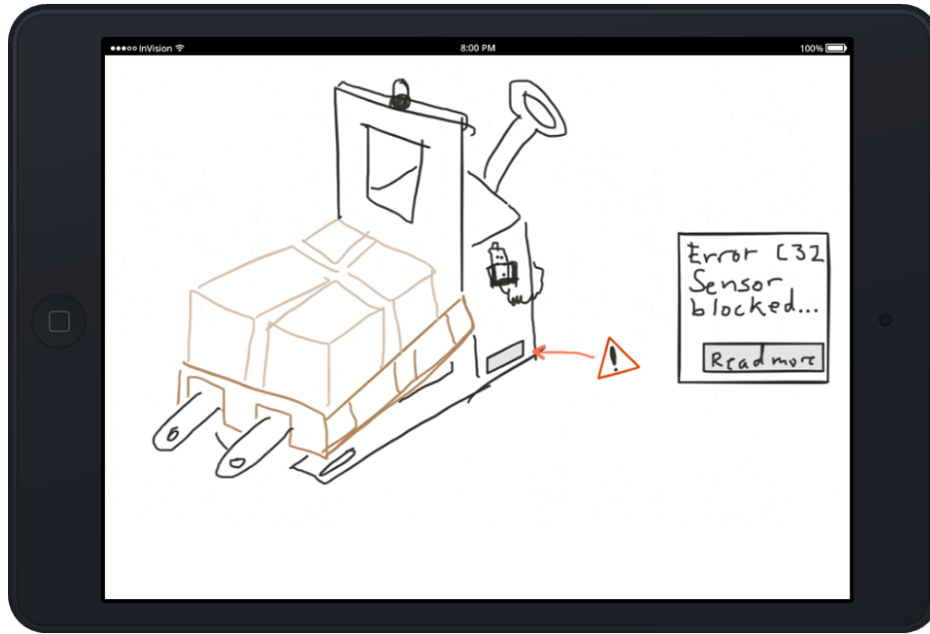 InVision 8:00 PM 100%
Error C32
Sensor
blocked...
Read more